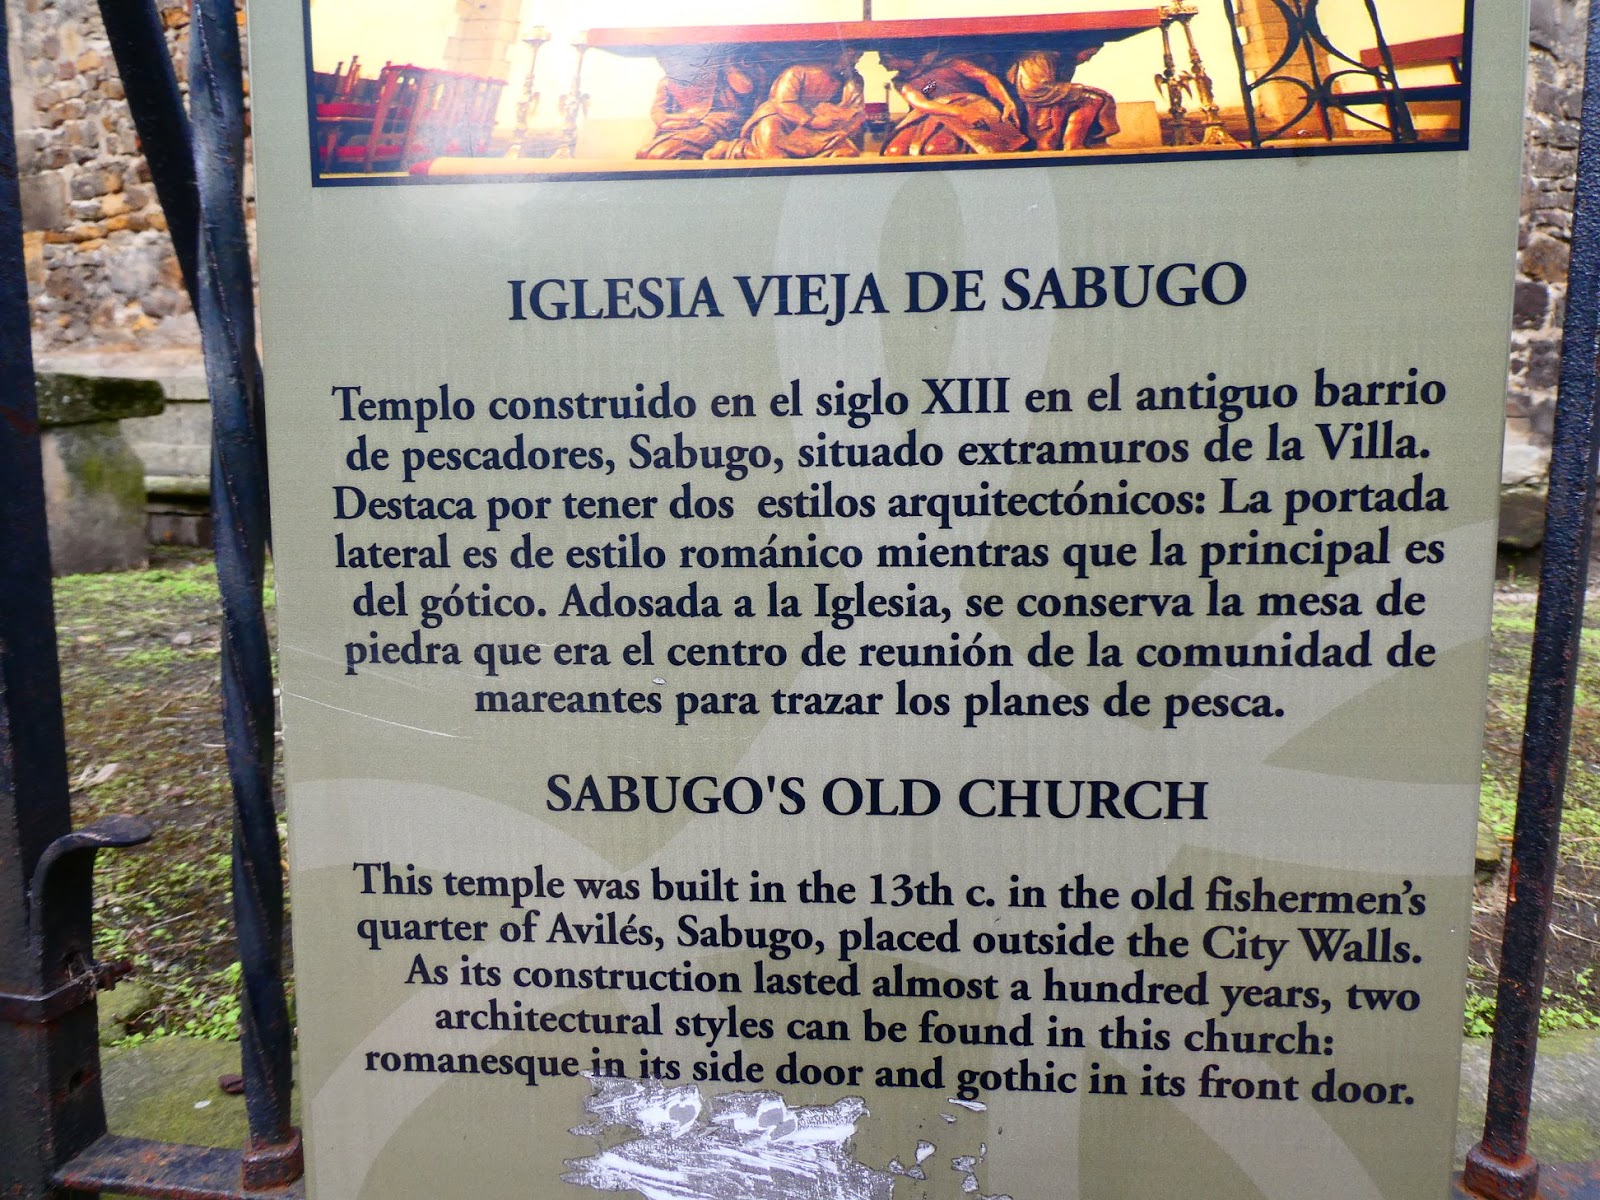 IGLESIA VIEJA DE SABUGO
Templo construido en el siglo XIII en el antiguo barrio
de pescadores, Sabugo, situado extramuros de la Villa.
Destaca por tener dos estilos arquitectónicos: La portada
lateral es de estilo románico mientras que la principal es
del gótico. Adosada a la Iglesia, se conserva la mesa de
piedra que era el centro de reunión de la comunidad de
mareantes para trazar los planes de pesca.
SABUGO'S OLD CHURCH
This temple was built in the 13th c. in the old fishermen’s
quarter of Avilés, Sabugo, placed outside the City Walls.
As its construction lasted almost a hundred years, two
architectural styles can be found in this church:
romanesque in its side door and gothic in its front door.